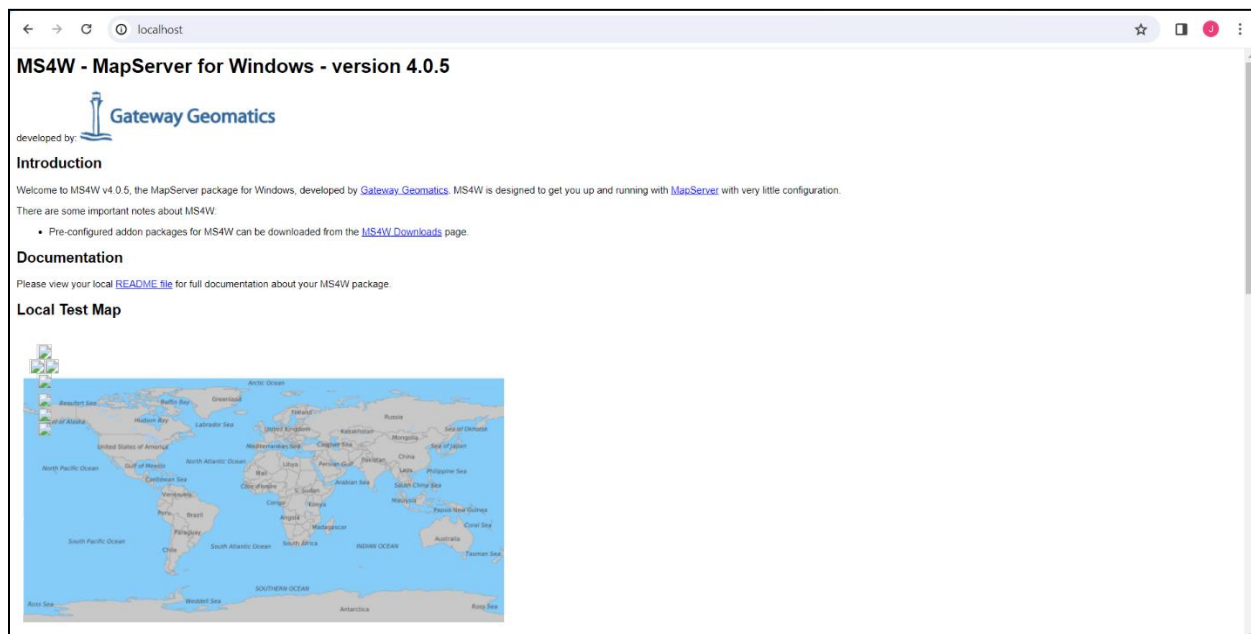 localhost
J
MS4W - MapServer for Windows - version 4.0.5
Gateway Geomatics
developed by:
Introduction
Welcome to MS4W v4.0.5, the MapServer package for Windows, developed by Gateway Geomatics. MS4W is designed to get you up and running with MapServer with very little configuration.
There are some important notes about MS4W:
• Pre-configured addon packages for MS4W can be downloaded from the MS4W Downloads page.
Documentation
Please view your local README file for full documentation about your MS4W package.
Local Test Map
Arctic Ocean
Beaufort Sea
Baffin Bay
Greenland
Finland
Russia
of Alaska
Hudson Bay
Labrador Sea
United Kingdom
Kazakhstan
Mongolia
Sea of Okhotsk
United States of America
Mediterranean Sea
Caspian Sea
Sea of Japan
North Pacific Ocean
Gulf of Mexico
North Atlantic Ocean
Mali
Libya
Persian Gulf
Pakistan
China
Laos
Philippine Sea
Caribbean Sea
Côte d'Ivoire
S. Sudan
Arabian Sea
South China Sea
Venezuela
Congo
Kenya
Malaysia
Peru
Brazil
Angola
Papua New Guinea
Paraguay
Madagascar
Coral Sea
South Pacific Ocean
Chile
South Atlantic Ocean
South Africa
INDIAN OCEAN
Australia
Tasman Sea
SOUTHERN OCEAN
Ross Sea
Weddell Sea
Antarctica
Ross Sea